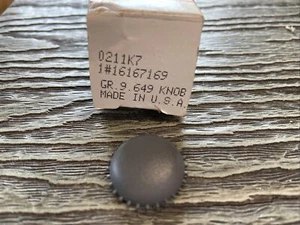 0211K7
1#16167169
GR.9.649 KNOB
MADE IN U.S.A.